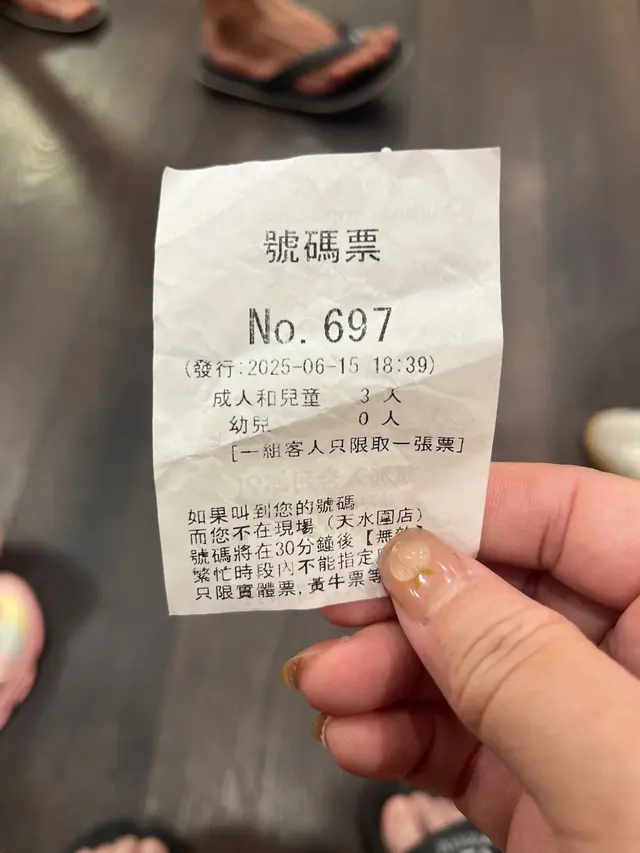 號碼票
No. 697
(發行:2025-06-15 18:39)
成人和兒童 3 人
幼兒 0 人
[一組客人只限取一張票]
如果叫到您的號碼
而您不在現場 (天水圍店)
號碼將在30分鐘後【無效】
繁忙時段內不能指定
只限實體票,黃牛票等